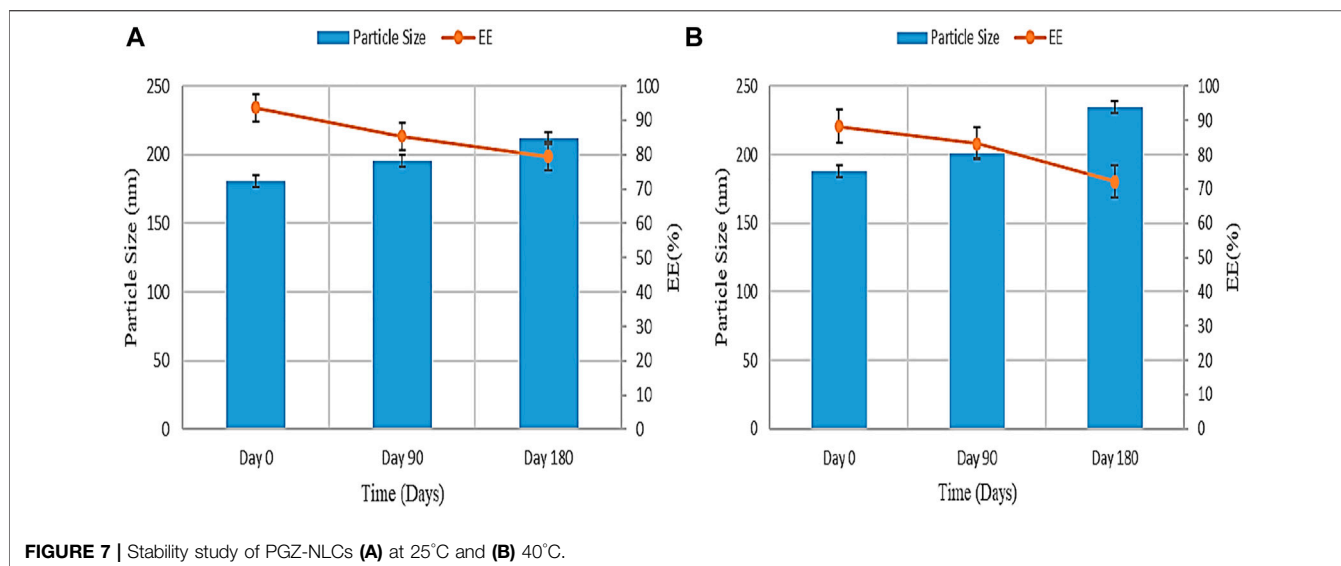 A
Particle Size
EE
250
200
150
100
50
0
Particle Size (nm)
100
90
80
70
60
50
40
30
20
10
0
EE(%)
Day 0
Day 90
Day 180
Time (Days)
B
Particle Size
EE
250
200
150
100
50
0
Particle Size (nm)
100
90
80
70
60
50
40
30
20
10
0
EE(%)
Day 0
Day 90
Day 180
Time (Days)
FIGURE 7 | Stability study of PGZ-NLCs (A) at 25°C and (B) 40°C.